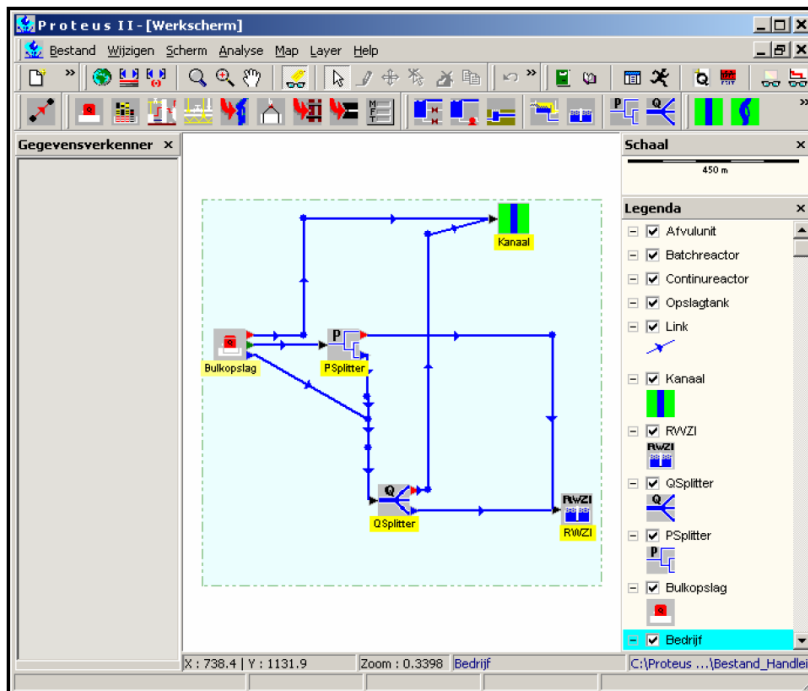 Proteus II - [Werkscherm]
Bestand Wijzigen Scherm Analyse Map Layer Help
Gegevensverkenner
Kanaal
P
Bulkopslag
PSplitter
Q
QSplitter
RWZI
RWZI
Schaal
450 m
Legenda
Afvulunit
Batchreactor
Continureactor
Opslagtank
Link
Kanaal
RWZI
RWZI
QSplitter
Q
PSplitter
P
Bulkopslag
Bedrijf
X : 738.4 | Y : 1131.9 Zoom : 0.3398 Bedrijf C:\Proteus ...\Bestand_Handlei